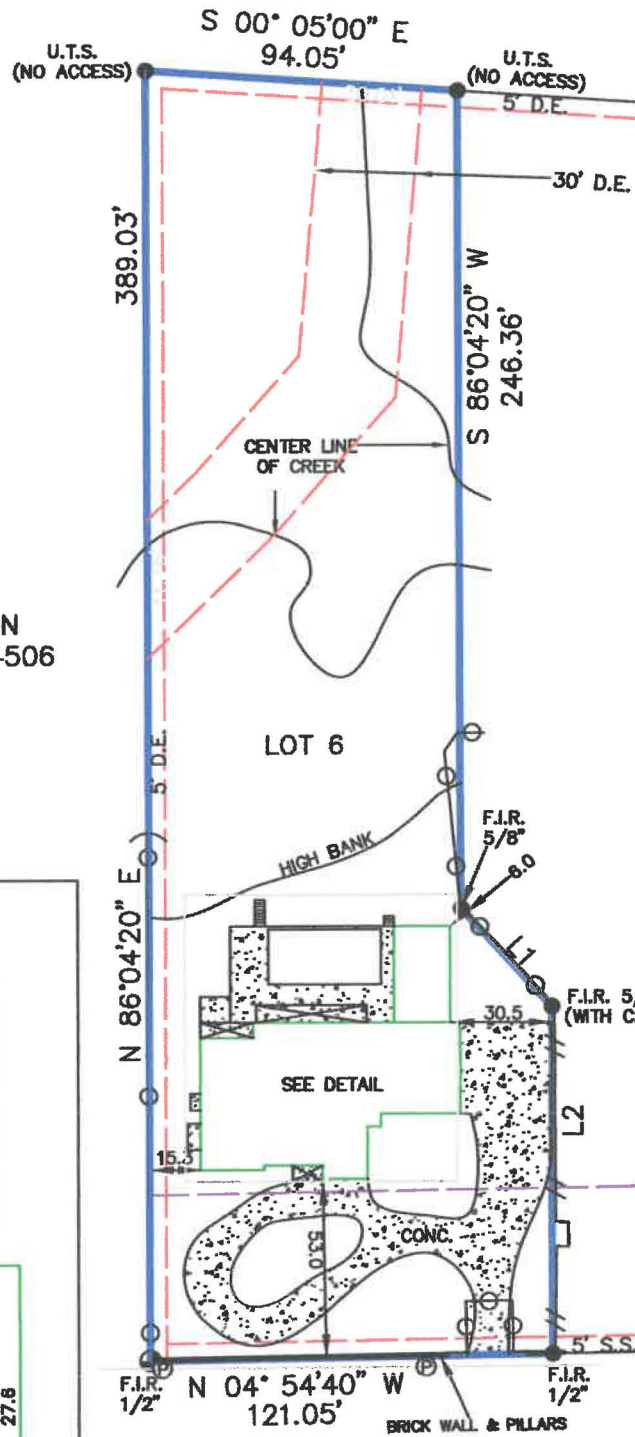 S 00° 05'00" E
94.05'
U.T.S.
(NO ACCESS)
U.T.S.
(NO ACCESS)
5' D.E.
30' D.E.
389.03'
S 86°04'20" W
246.36'
CENTER LINE
OF CREEK
N
-506
LOT 6
5' D.E.
F.I.R.
5/8"
6.0
HIGH BANK
L1
N 86°04'20" E
F.I.R. 5/
(WITH C
30.5
SEE DETAIL
L2
15.3
CONC.
53.0
5' S.S.
P
P
F.I.R.
1/2"
N 04° 54'40" W
121.05'
F.I.R.
1/2"
BRICK WALL & PILLARS
27.6